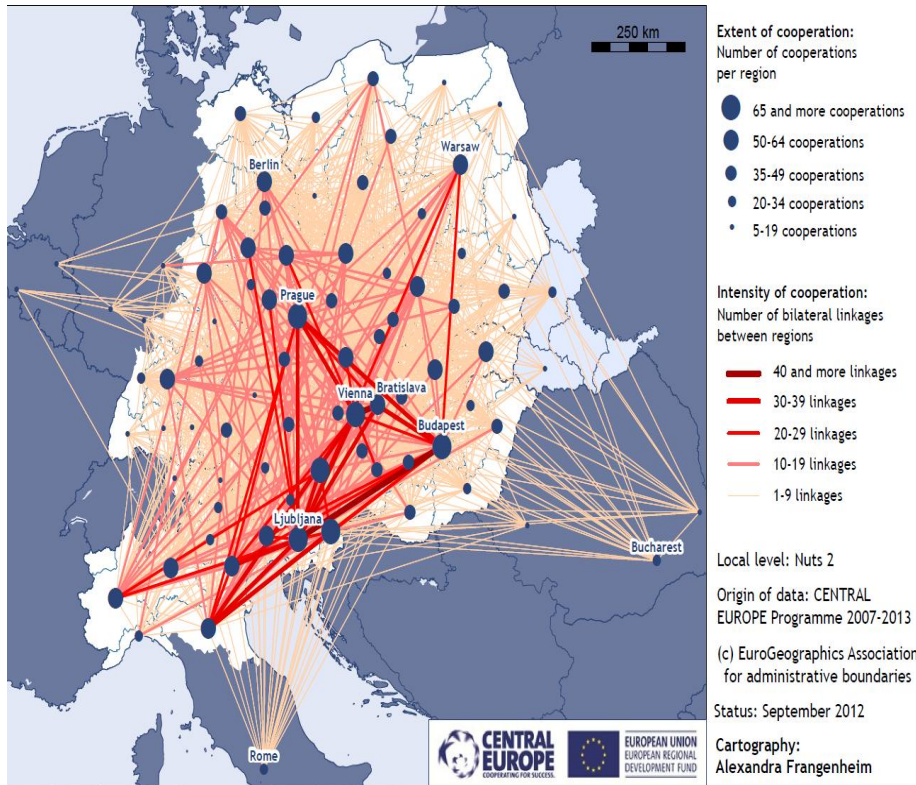 250 km
Berlin
Warsaw
Prague
Vienna
Bratislava
Budapest
Ljubljana
Bucharest
Rome
CENTRAL
EUROPE
COOPERATING FOR SUCCESS.
EUROPEAN UNION
EUROPEAN REGIONAL
DEVELOPMENT FUND
Extent of cooperation:
Number of cooperations
per region
65 and more cooperations
50-64 cooperations
35-49 cooperations
20-34 cooperations
5-19 cooperations
Intensity of cooperation:
Number of bilateral linkages
between regions
40 and more linkages
30-39 linkages
20-29 linkages
10-19 linkages
1-9 linkages
Local level: Nuts 2
Origin of data: CENTRAL
EUROPE Programme 2007-2013
(c) EuroGeographics Association
for administrative boundaries
Status: September 2012
Cartography:
Alexandra Frangenheim